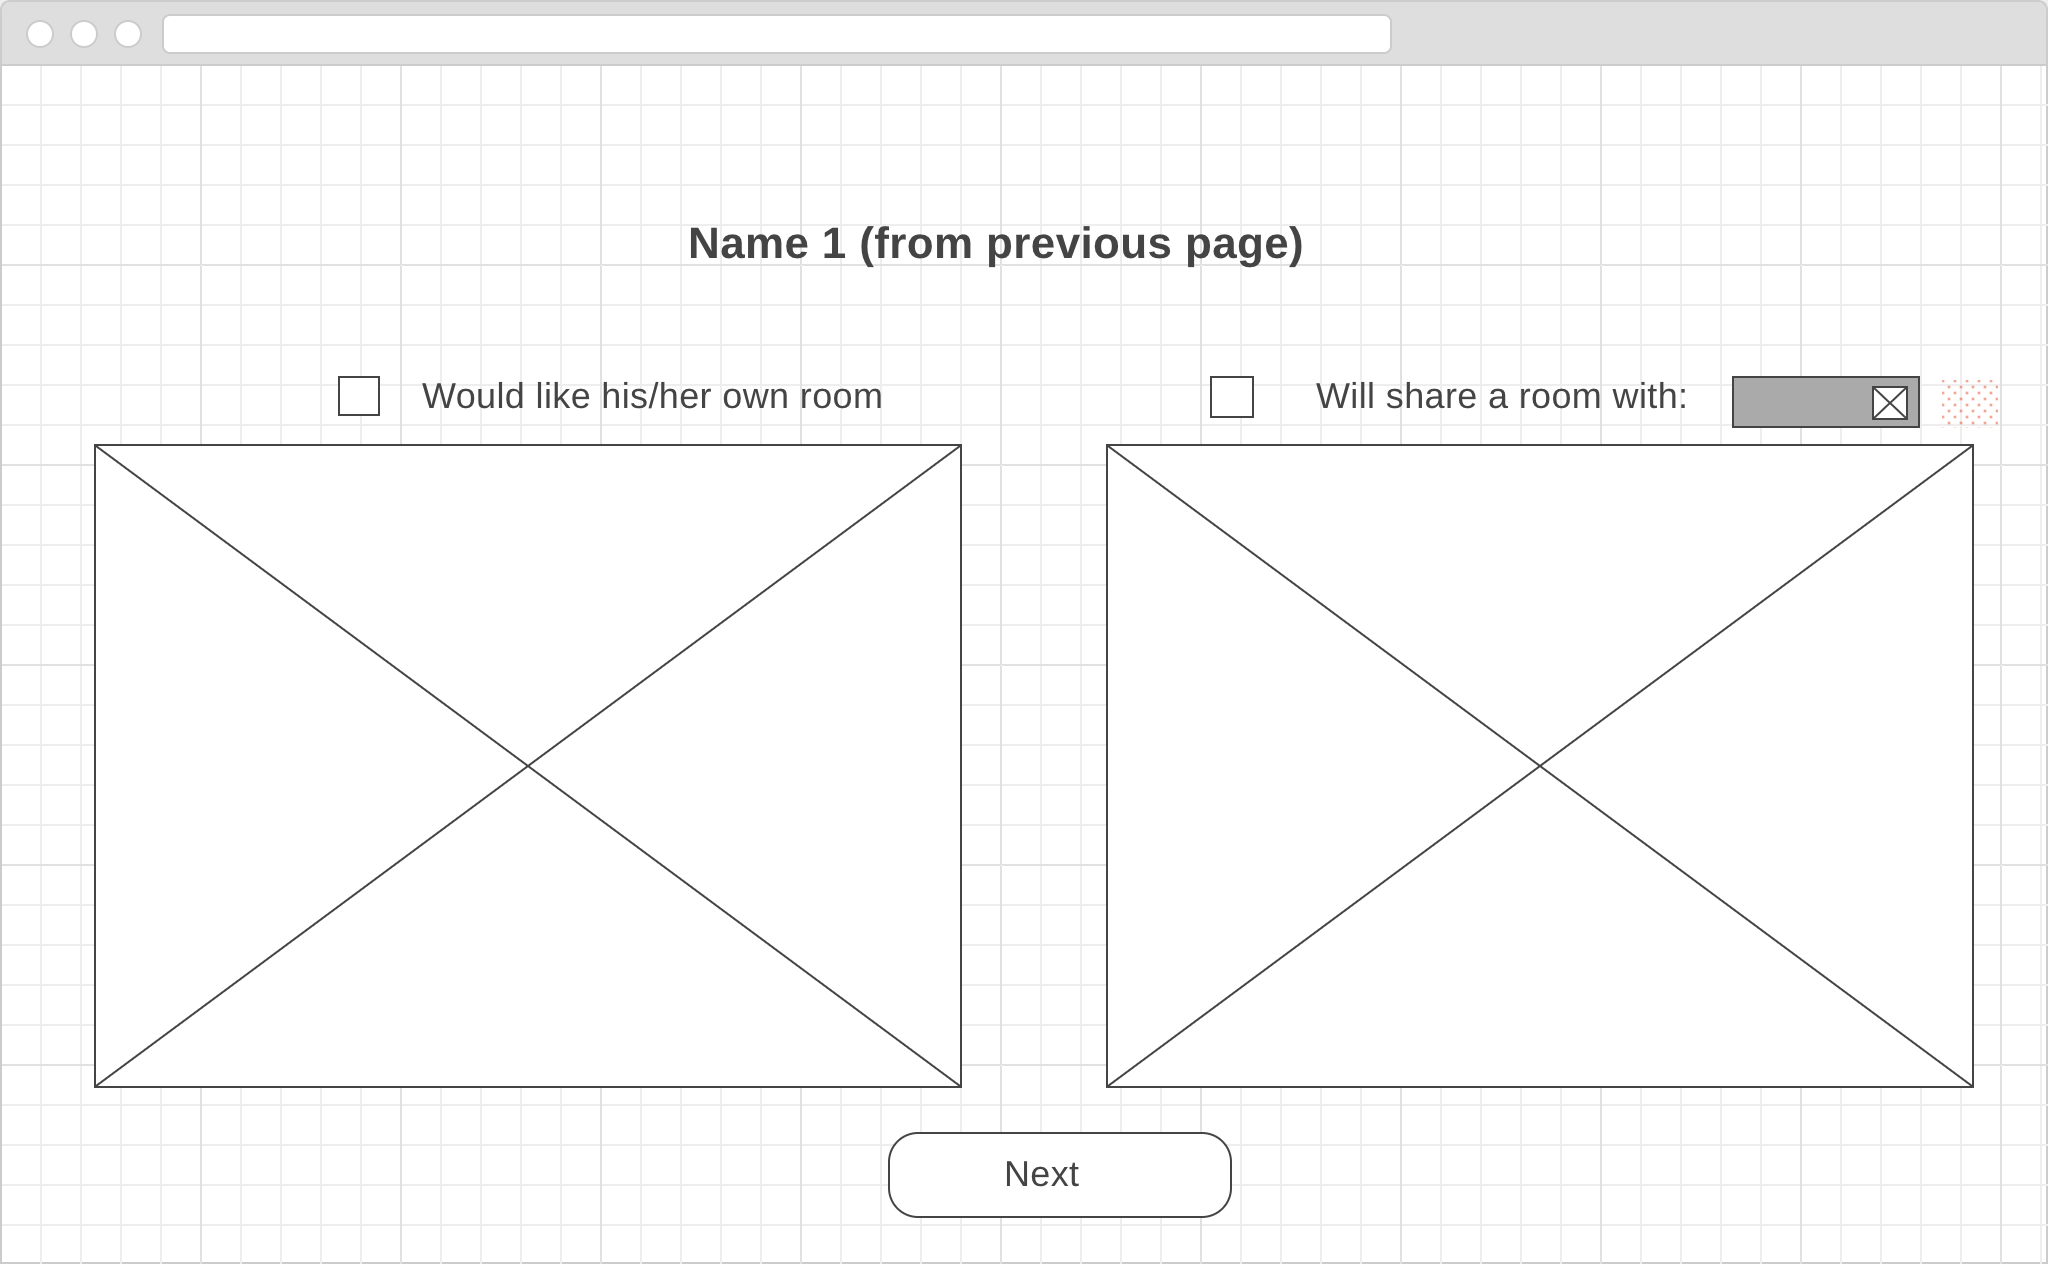 Name 1 (from previous page)
Would like his/her own room
Will share a room with:
Next